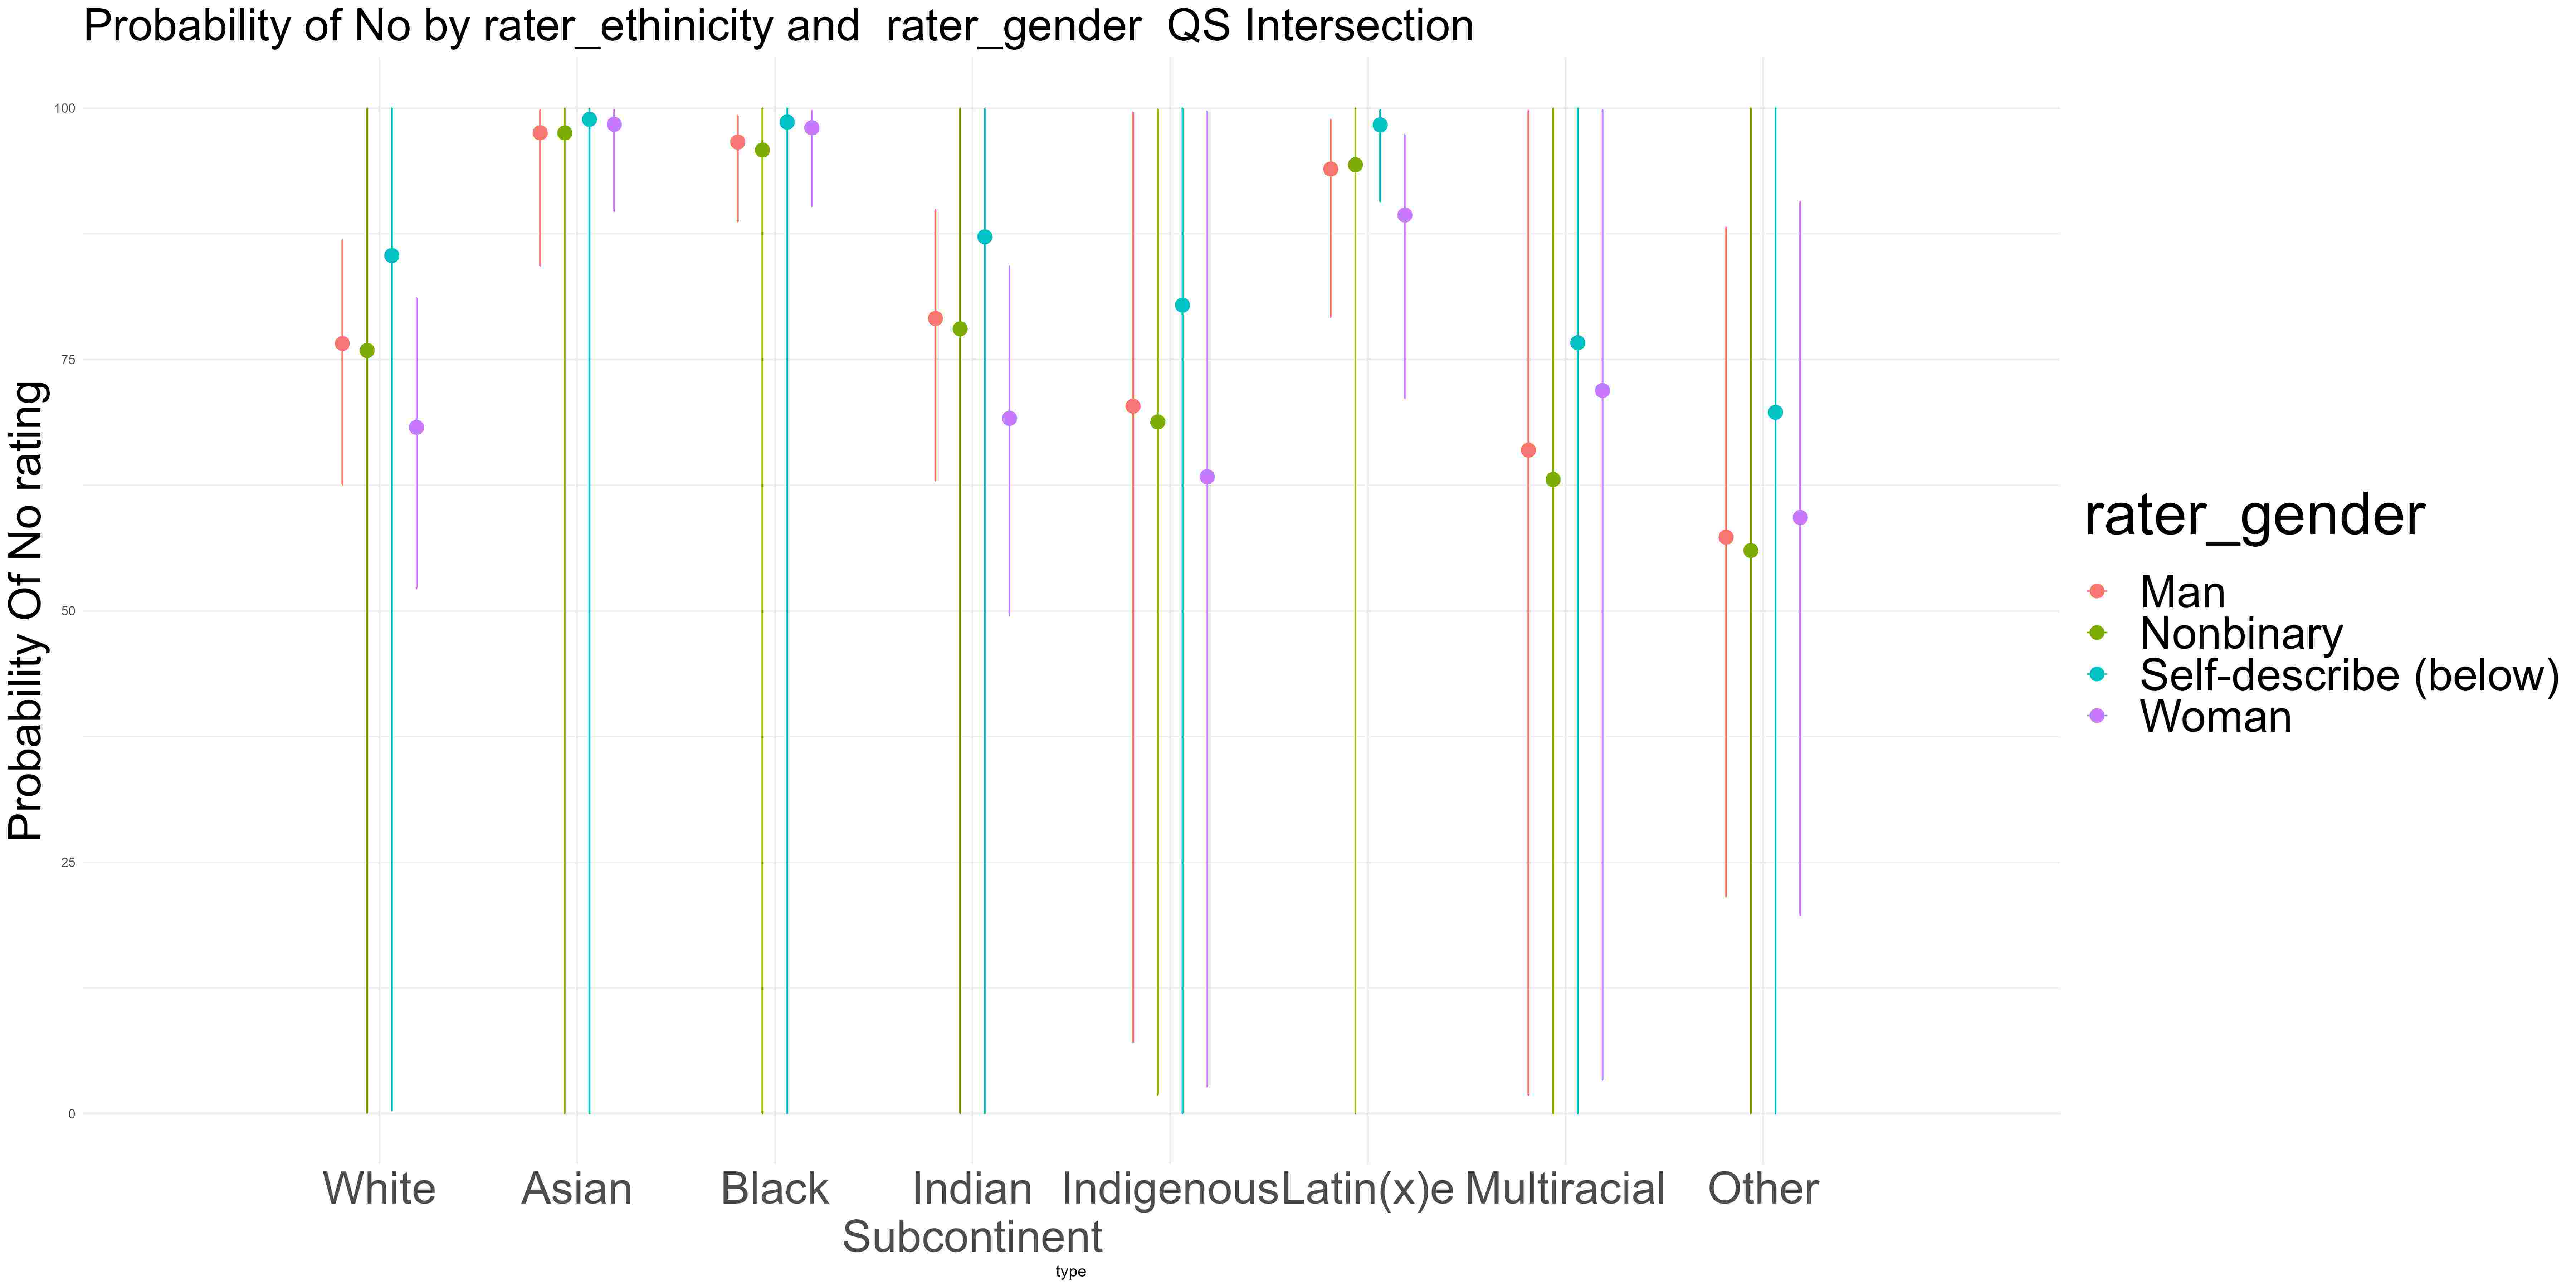 Probability of No by rater_ethinicity and  rater_gender  QS Intersection
Probability Of No rating
100
75
50
25
0
White Asian Black Indian Indigenous Latin(x)e Multiracial Other
Subcontinent
type
rater_gender
Man
Nonbinary
Self-describe (below)
Woman